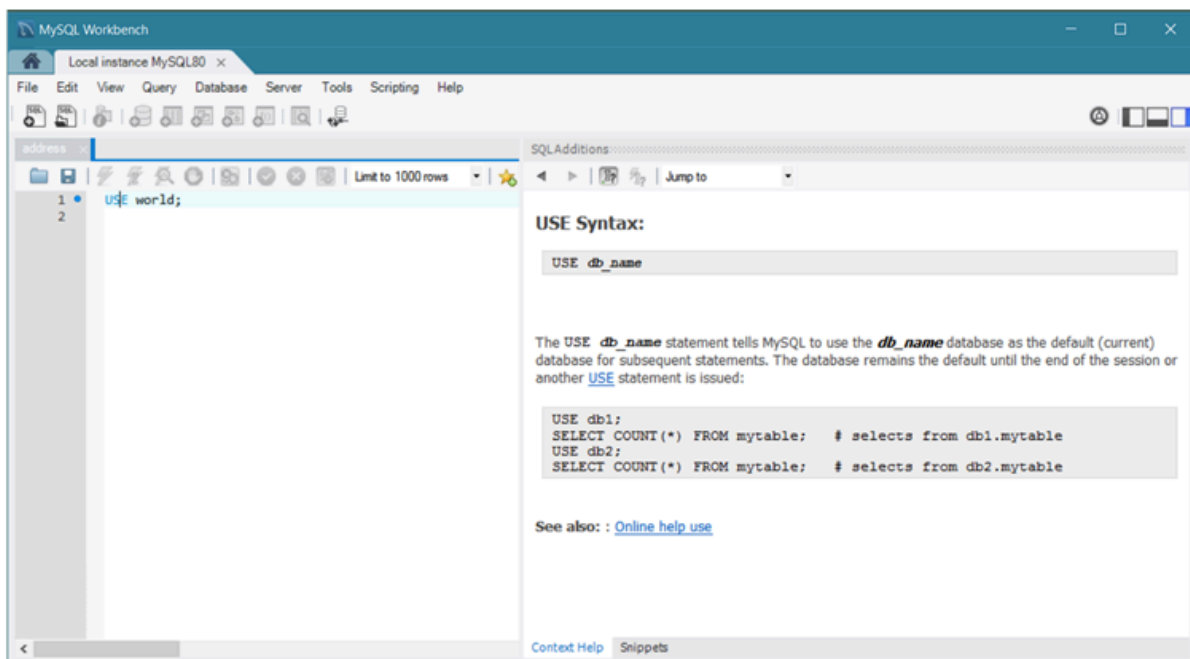 MySQL Workbench
Local instance MySQL80
File Edit View Query Database Server Tools Scripting Help
address
SQLAdditions
Limit to 1000 rows
Jump to
1 USE world;
2
USE Syntax:
USE db_name
The USE db_name statement tells MySQL to use the db_name database as the default (current)
database for subsequent statements. The database remains the default until the end of the session or
another USE statement is issued:
USE db1;
SELECT COUNT(*) FROM mytable;   # selects from db1.mytable
USE db2;
SELECT COUNT(*) FROM mytable;   # selects from db2.mytable
See also: : Online help use
Context Help Snippets